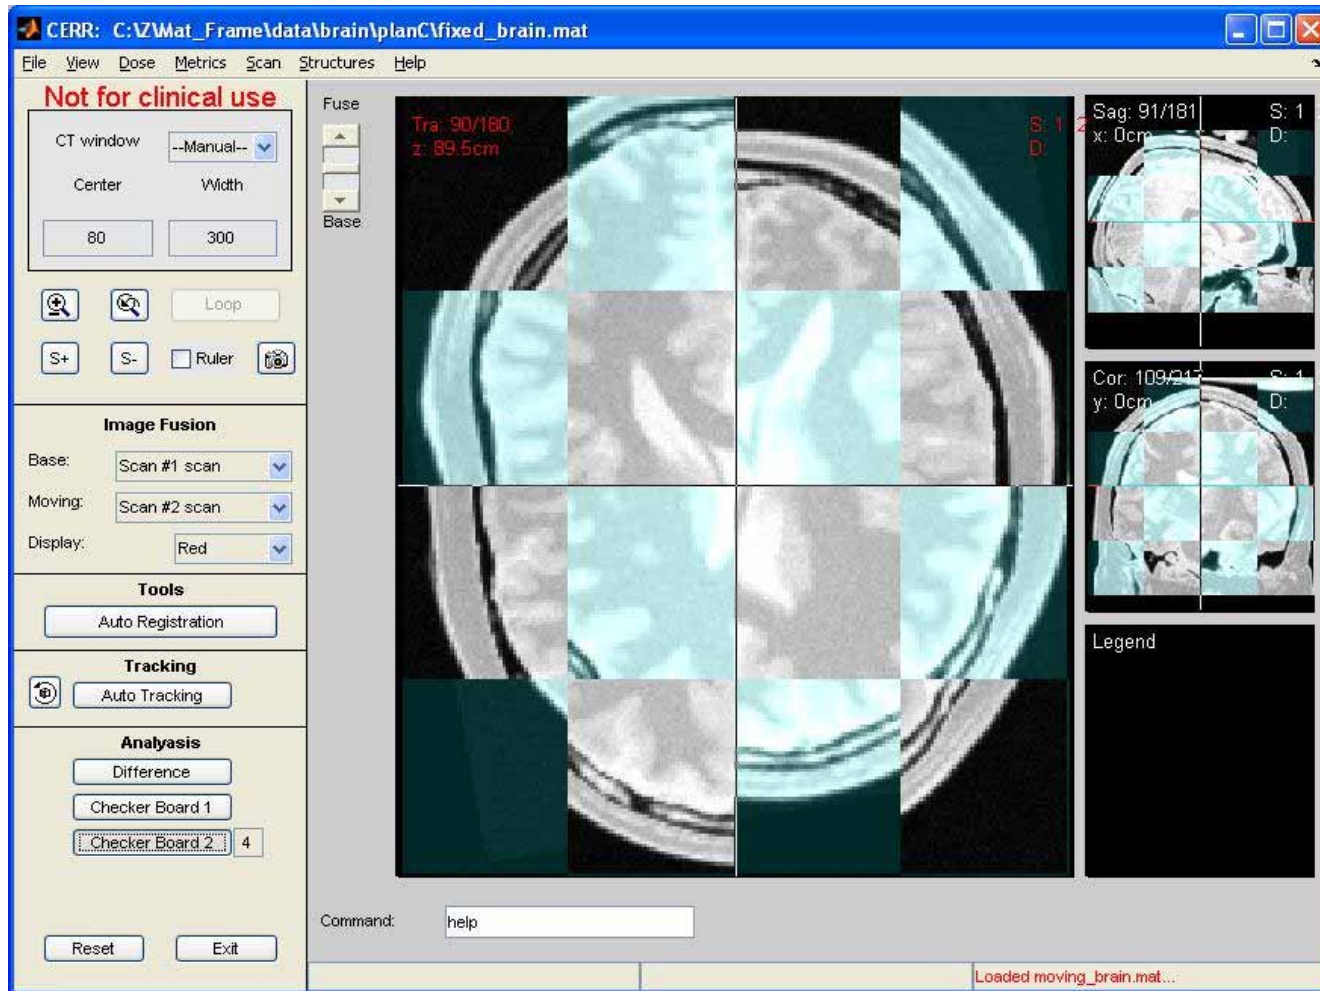 CERR: C:\Z\Mat_Frame\data\brain\planC\fixed_brain.mat
File View Dose Metrics Scan Structures Help
Not for clinical use
CT window
--Manual--
Center Width
80 300
Loop
S+ S- Ruler
Image Fusion
Base: Scan #1 scan
Moving: Scan #2 scan
Display: Red
Tools
Auto Registration
Tracking
Auto Tracking
Analyasis
Difference
Checker Board 1
Checker Board 2 4
Reset Exit
Fuse
Base
Tra: 90/180 S: 1 2
z: 89.5cm D:
Sag: 91/181 S: 1
x: 0cm D:
Cor: 109/217 S: 1
y: 0cm D:
Legend
Command: help
Loaded moving_brain.mat...